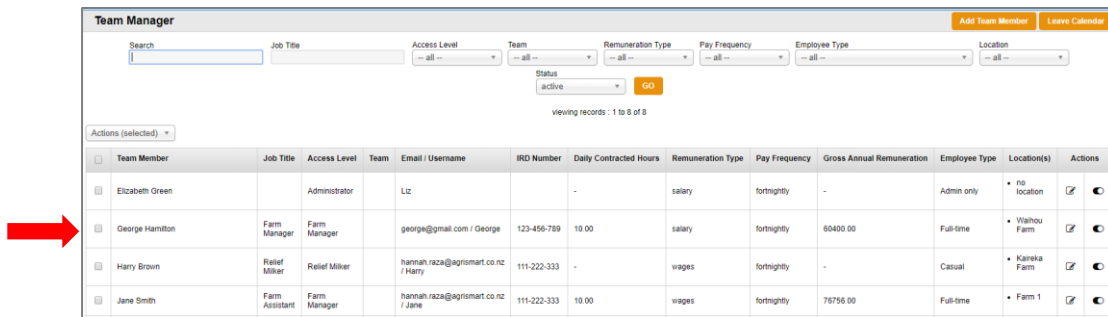 Team Manager Add Team Member Leave Calendar
Search Job Title Access Level Team Remuneration Type Pay Frequency Employee Type Location
-- all -- -- all -- -- all -- -- all -- -- all -- -- all --
Status
active GO
viewing records : 1 to 8 of 8
Actions (selected)
Team Member Job Title Access Level Team Email / Username IRD Number Daily Contracted Hours Remuneration Type Pay Frequency Gross Annual Remuneration Employee Type Location(s) Actions
Elizabeth Green Administrator Liz - salary fortnightly - Admin only • no location
George Hamilton Farm Manager Farm Manager george@gmail.com / George 123-456-789 10.00 salary fortnightly 60400.00 Full-time • Waihou Farm
Harry Brown Relief Milker Relief Milker hannah.raza@agrismart.co.nz / Harry 111-222-333 - wages fortnightly - Casual • Kaireka Farm
Jane Smith Farm Assistant Farm Manager hannah.raza@agrismart.co.nz / Jane 111-222-333 10.00 wages fortnightly 76756.00 Full-time • Farm 1